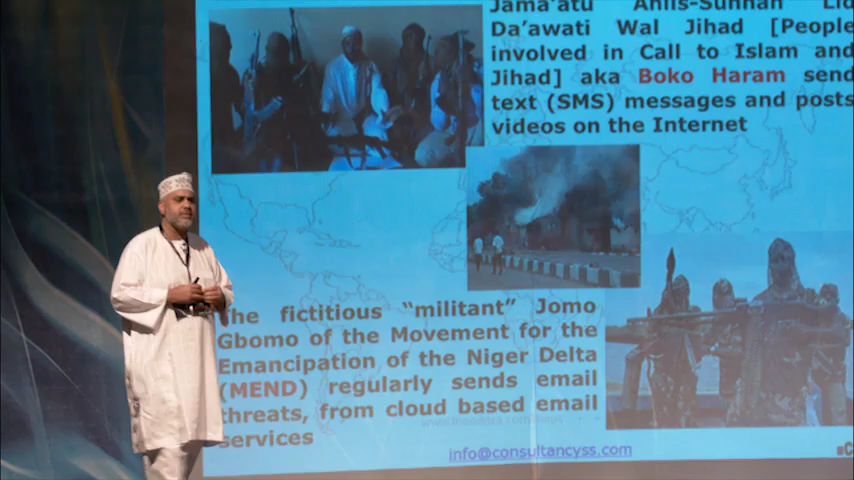 Jama'atu Ahlis-Sunnah Lid
Da'awati Wal Jihad [People
involved in Call to Islam and
Jihad] aka Boko Haram send
text (SMS) messages and posts
videos on the Internet
The fictitious “militant” Jomo
Gbomo of the Movement for the
Emancipation of the Niger Delta
(MEND) regularly sends email
threats, from cloud based email
services
info@consultancyss.com